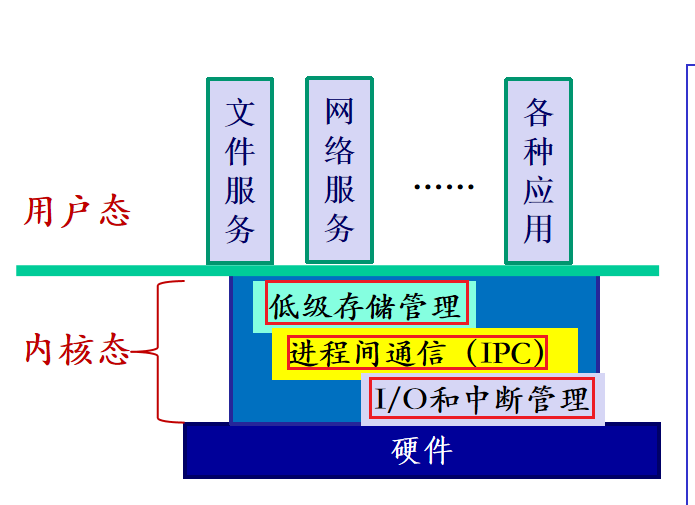 文件服务
网络服务
……
各种应用
用户态
低级存储管理
进程间通信（IPC）
内核态
I/O和中断管理
硬件